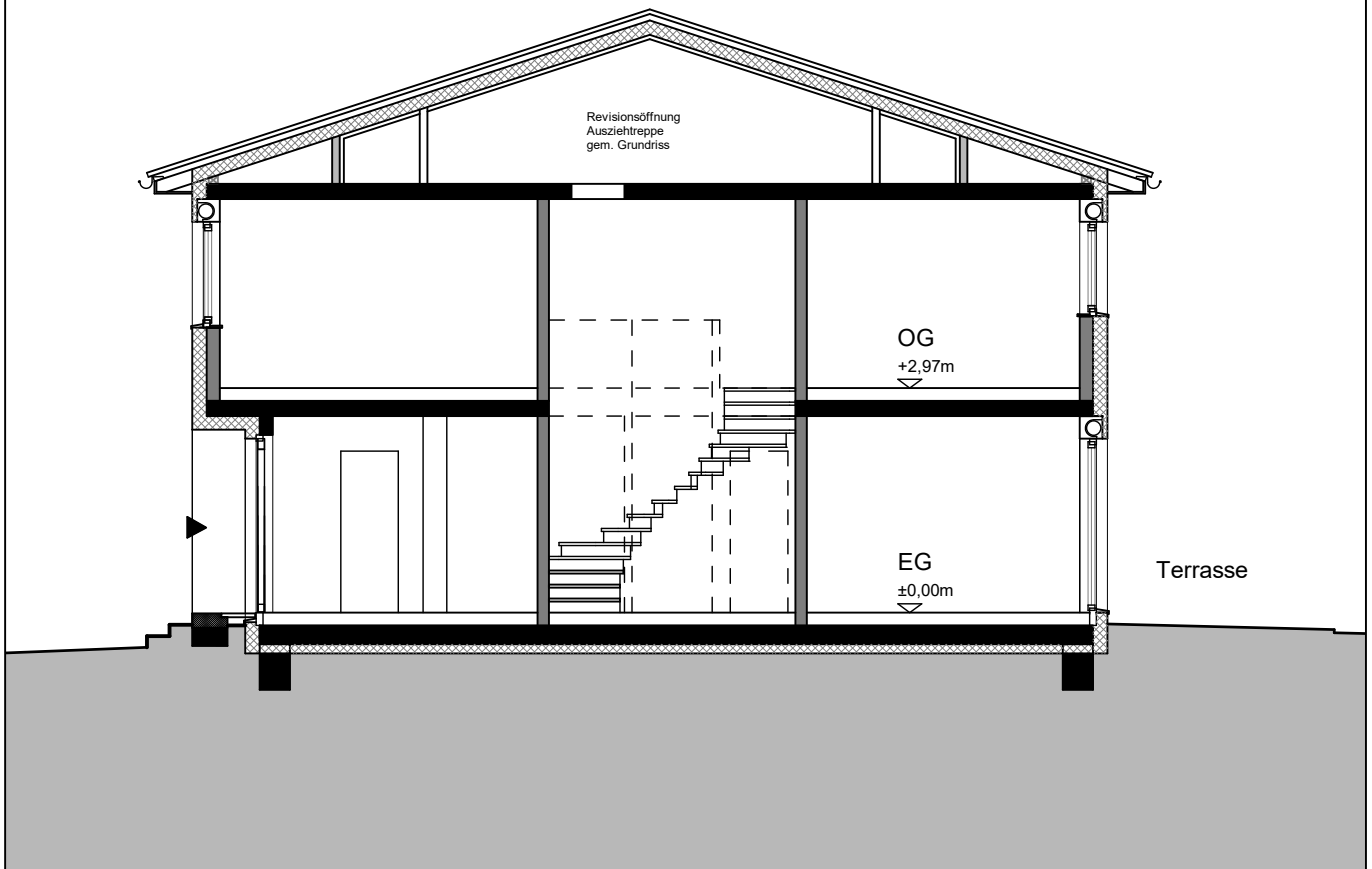 Revisionsöffnung
Ausziehtreppe
gem. Grundriss
OG
+2,97m
EG
±0,00m
Terrasse